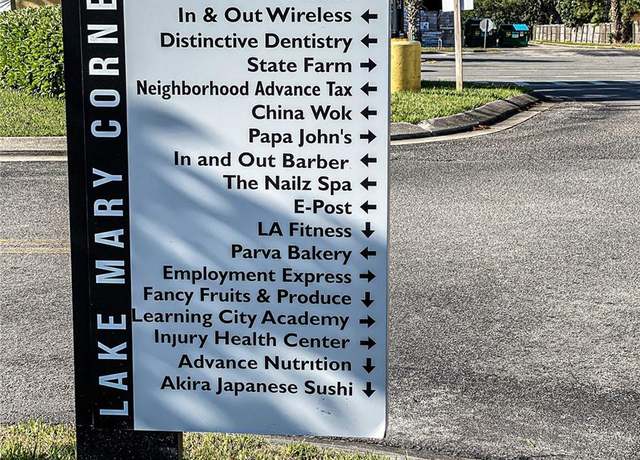 LAKE MARY CORNE
In & Out Wireless ←
Distinctive Dentistry ←
State Farm →
Neighborhood Advance Tax ←
China Wok ←
Papa John's →
In and Out Barber ←
The Nailz Spa ←
E-Post ←
LA Fitness ↓
Parva Bakery ←
Employment Express →
Fancy Fruits & Produce ↓
Learning City Academy →
Injury Health Center →
Advance Nutrition ↓
Akira Japanese Sushi ↓